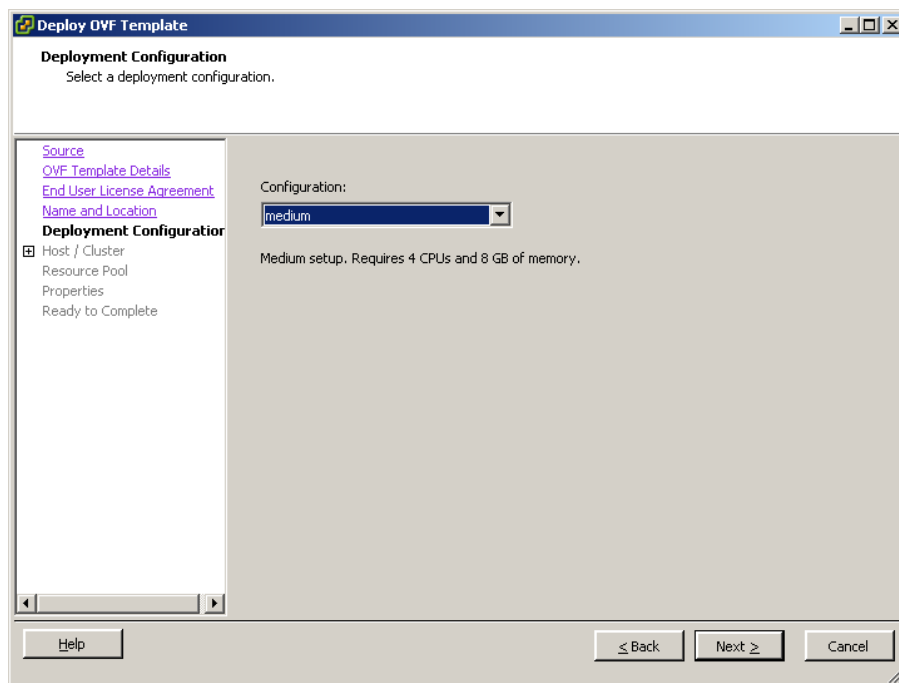 Deploy OVF Template
Deployment Configuration
Select a deployment configuration.
Source
OVF Template Details
End User License Agreement
Name and Location
Deployment Configuration
Host / Cluster
Resource Pool
Properties
Ready to Complete
Configuration:
medium
Medium setup. Requires 4 CPUs and 8 GB of memory.
Help
≤ Back
Next ≥
Cancel